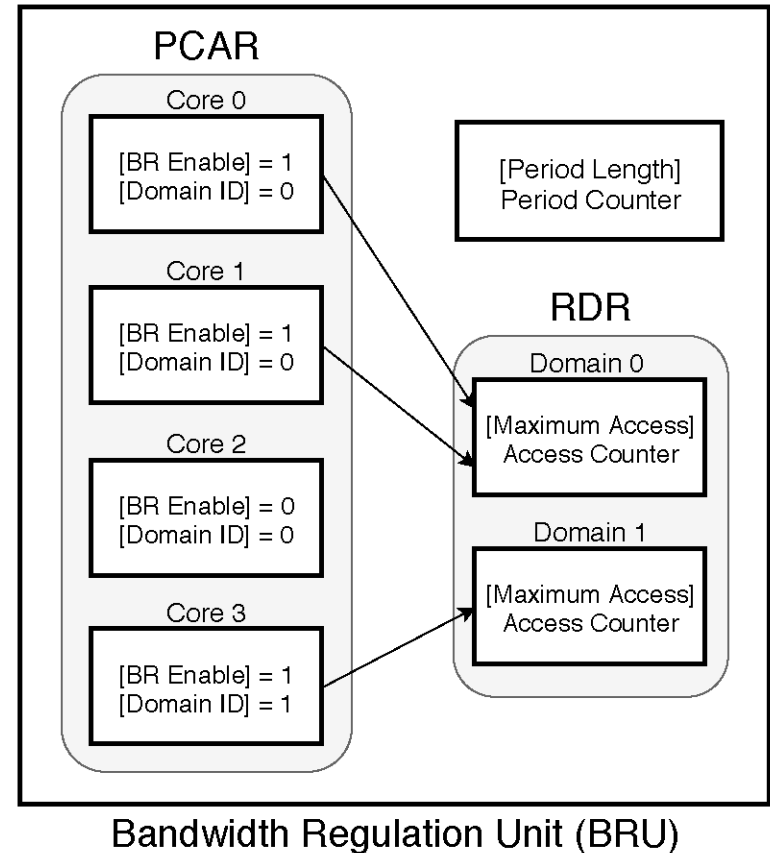 PCAR
Core 0
[BR Enable] = 1
[Domain ID] = 0
Core 1
[BR Enable] = 1
[Domain ID] = 0
Core 2
[BR Enable] = 0
[Domain ID] = 0
Core 3
[BR Enable] = 1
[Domain ID] = 1
[Period Length]
Period Counter
RDR
Domain 0
[Maximum Access]
Access Counter
Domain 1
[Maximum Access]
Access Counter
Bandwidth Regulation Unit (BRU)